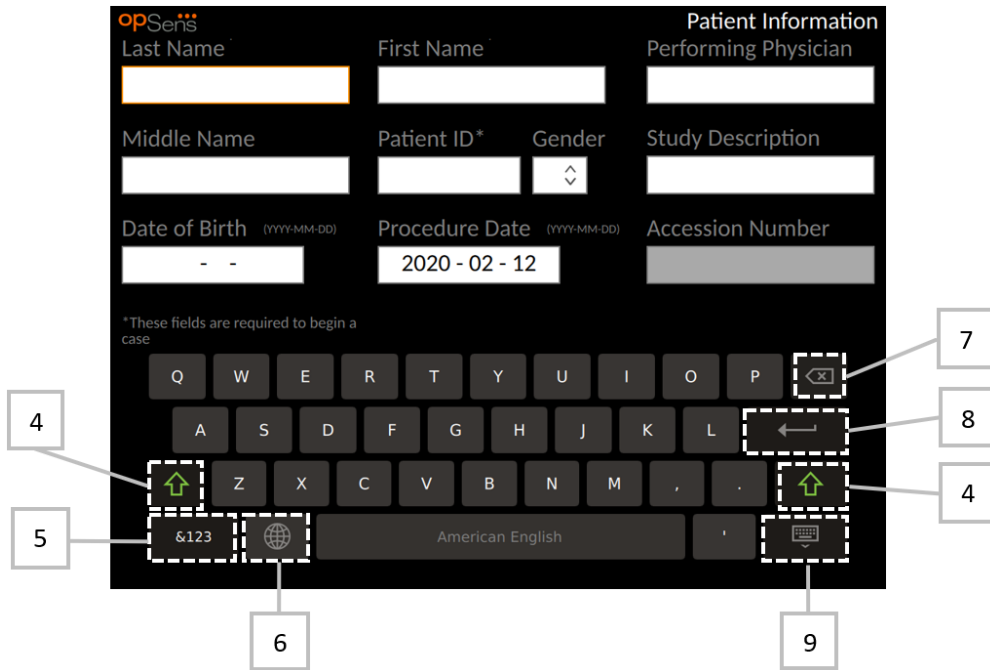 opSens
Patient Information
Last Name First Name Performing Physician
Middle Name Patient ID* Gender Study Description
Date of Birth (YYYY-MM-DD) Procedure Date (YYYY-MM-DD) Accession Number
- - 2020 - 02 - 12
*These fields are required to begin a
case
7
Q W E R T Y U I O P
4
A S D F G H J K L
8
Z X C V B N M , .
4
5
&123 American English '
6
9